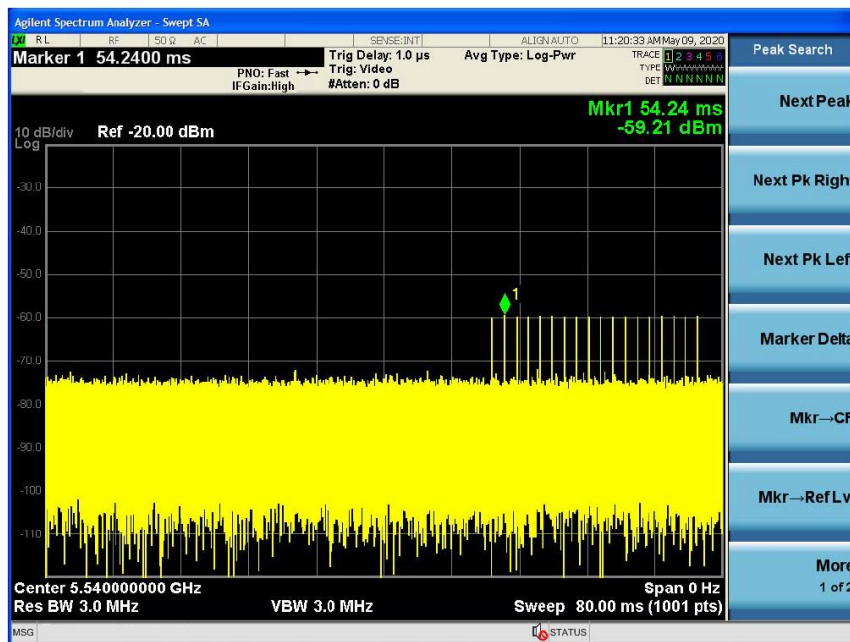 Agilent Spectrum Analyzer - Swept SA
LXI RL RF 50 Ω AC SENSE:INT ALIGN AUTO 11:20:33 AM May 09, 2020
Marker 1 54.2400 ms
PNO: Fast
IFGain:High
Trig Delay: 1.0 µs
Trig: Video
#Atten: 0 dB
Avg Type: Log-Pwr
TRACE 1 2 3 4 5 6
TYPE
DET N N N N N N
Mkr1 54.24 ms
-59.21 dBm
10 dB/div Ref -20.00 dBm
Log
-30.0
-40.0
-50.0
1
-60.0
-70.0
-80.0
-90.0
-100
-110
Center 5.540000000 GHz Span 0 Hz
Res BW 3.0 MHz VBW 3.0 MHz Sweep 80.00 ms (1001 pts)
MSG STATUS
Peak Search
Next Peak
Next Pk Righ
Next Pk Lef
Marker Delta
Mkr→CF
Mkr→Ref Lv
More
1 of 2